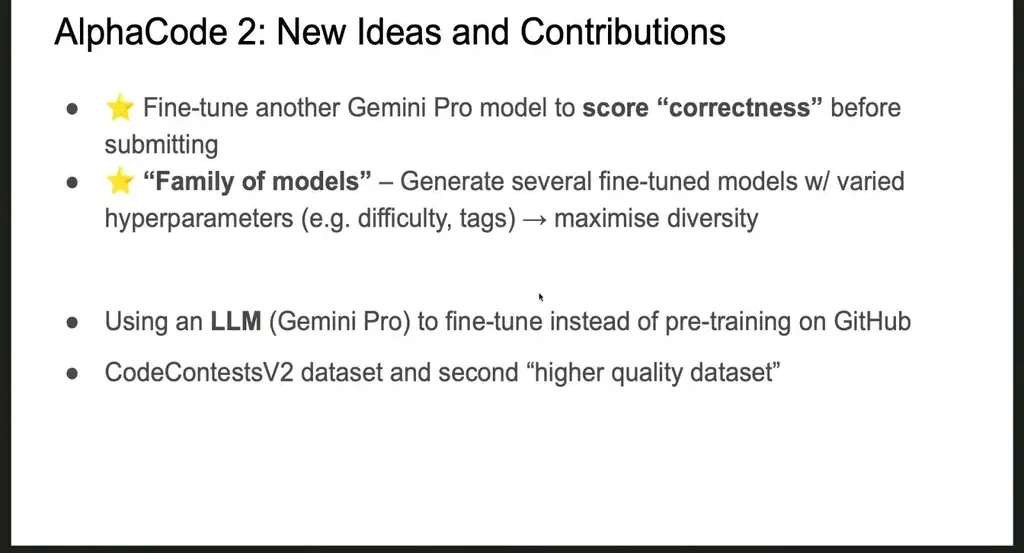 AlphaCode 2: New Ideas and Contributions
● ⭐ Fine-tune another Gemini Pro model to score “correctness” before
submitting
● ⭐ “Family of models” – Generate several fine-tuned models w/ varied
hyperparameters (e.g. difficulty, tags) → maximise diversity
● Using an LLM (Gemini Pro) to fine-tune instead of pre-training on GitHub
● CodeContestsV2 dataset and second “higher quality dataset”